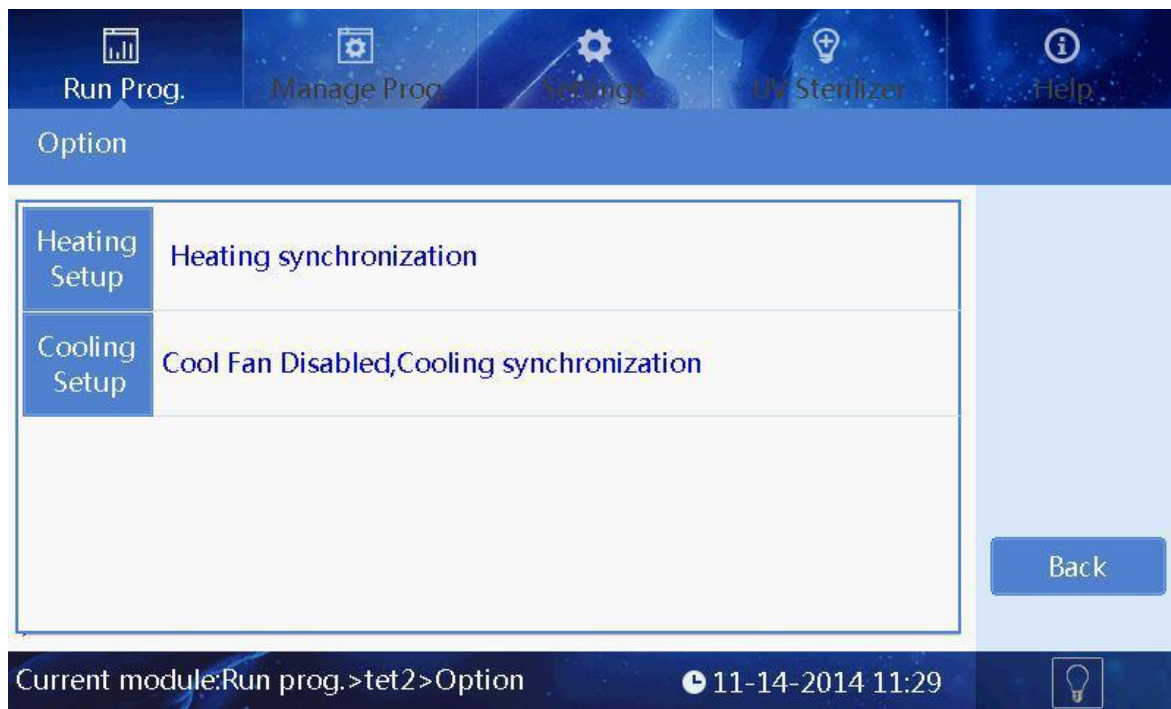 Run Prog.
Manage Prog.
Settings
UV Sterilizer
Help
Option
Heating
Setup
Heating synchronization
Cooling
Setup
Cool Fan Disabled,Cooling synchronization
Back
Current module:Run prog.>tet2>Option
11-14-2014 11:29